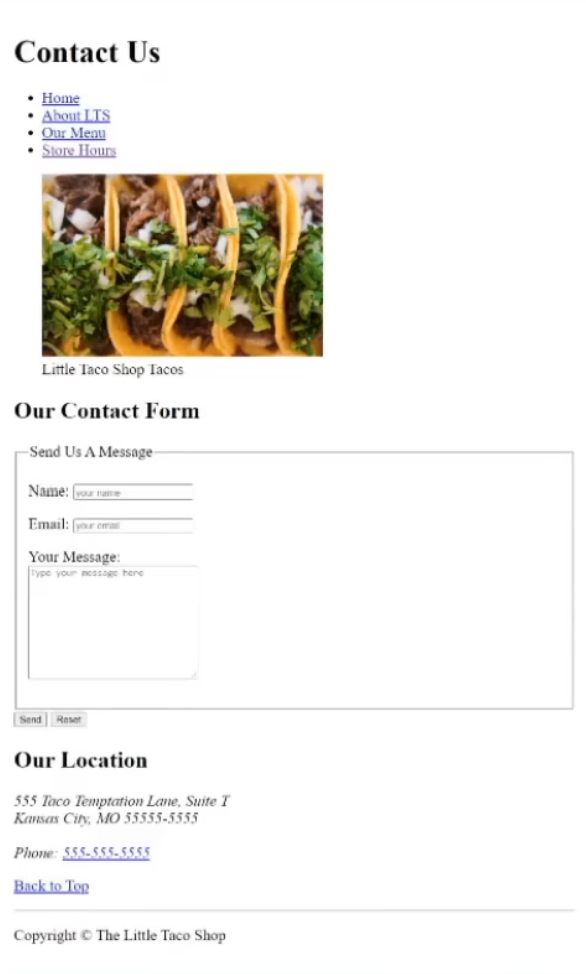 Contact Us
Home
About LTS
Our Menu
Store Hours
Little Taco Shop Tacos
Our Contact Form
Send Us A Message
Name: your name
Email: your email
Your Message:
Type your message here
Send Reset
Our Location
555 Taco Temptation Lane, Suite T
Kansas City, MO 55555-5555
Phone: 555-555-5555
Back to Top
Copyright © The Little Taco Shop